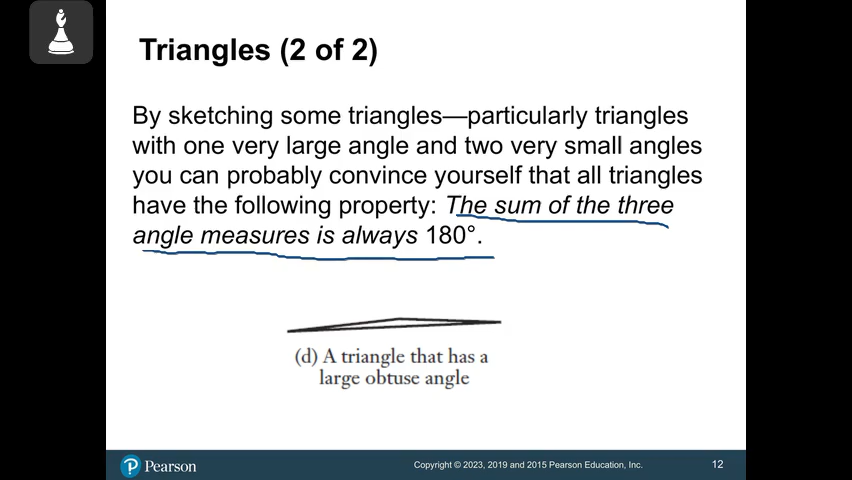 Triangles (2 of 2)
By sketching some triangles—particularly triangles
with one very large angle and two very small angles
you can probably convince yourself that all triangles
have the following property: The sum of the three
angle measures is always 180°.
(d) A triangle that has a
large obtuse angle
Pearson
Copyright © 2023, 2019 and 2015 Pearson Education, Inc.
12